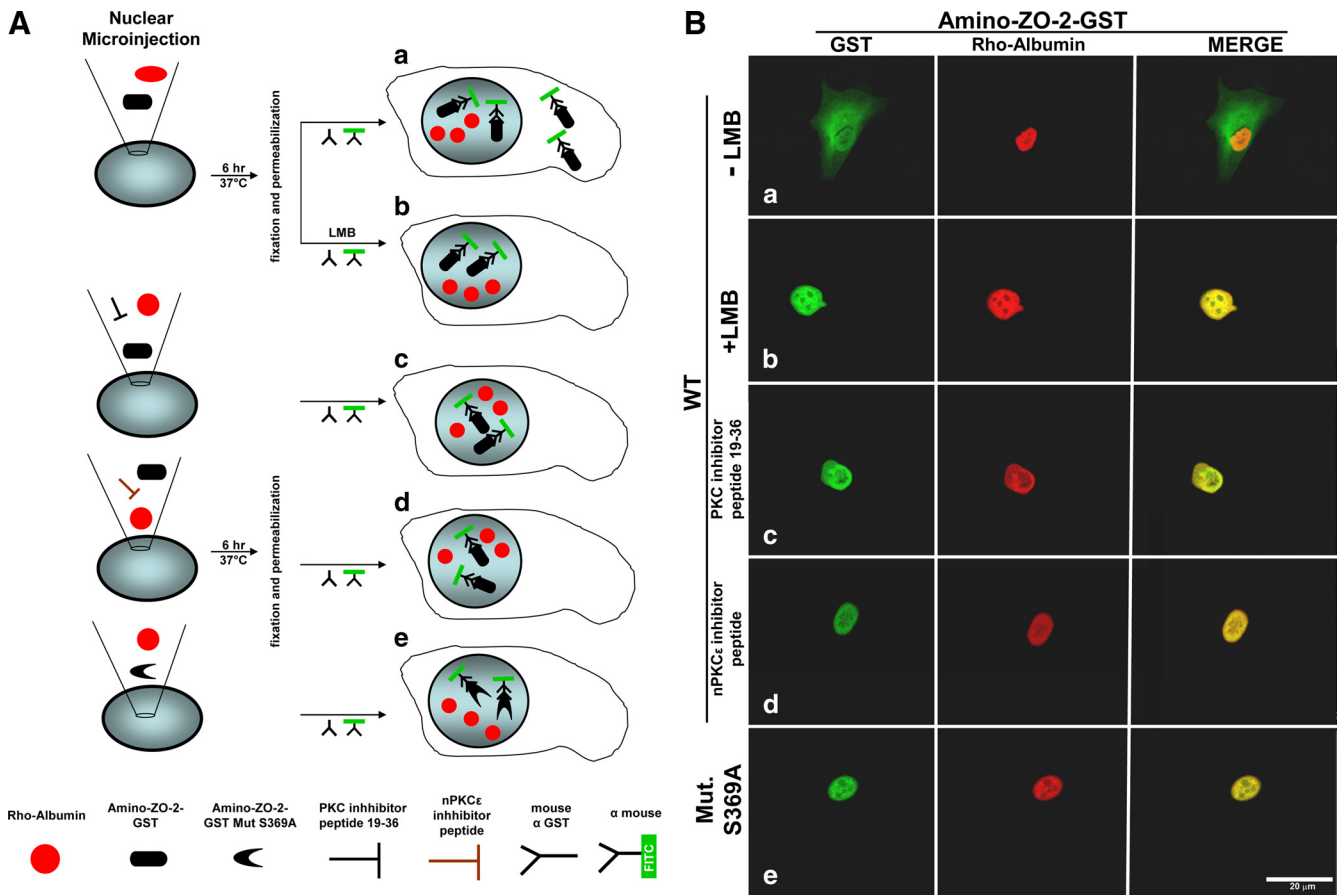 A
Nuclear
Microinjection
6 hr
37°C
fixation and permeabilization
a
LMB
b
c
6 hr
37°C
fixation and permeabilization
d
e
Rho-Albumin
Amino-ZO-2-
GST
Amino-ZO-2-
GST Mut S369A
PKC inhhibitor
peptide 19-36
nPKCε
inhhibitor
peptide
mouse
α GST
α mouse
FITC
B
Amino-ZO-2-GST
GST
Rho-Albumin
MERGE
WT
- LMB
a
+LMB
b
PKC inhibitor
peptide 19-36
c
nPKCε inhibitor
peptide
d
Mut.
S369A
e
20 μm